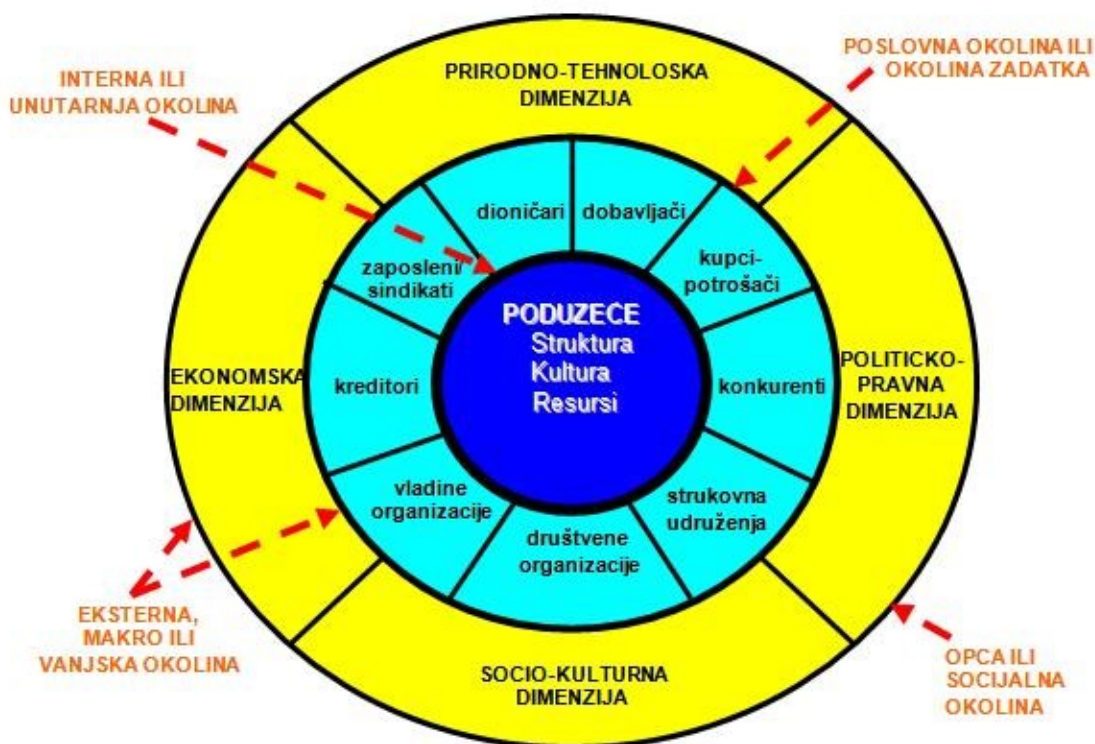 INTERNA ILI
UNUTARNJA OKOLINA
PRIRODNO-TEHNOLOSKA
DIMENZIJA
POSLOVNA OKOLINA ILI
OKOLINA ZADATKA
dioničari
dobavljači
zaposleni/
sindikati
kupci-
potrošači
PODUZEĆE
Struktura
Kultura
Resursi
EKONOMSKA
DIMENZIJA
kreditori
konkurenti
POLITICKO-
PRAVNA
DIMENZIJA
vladine
organizacije
strukovna
udruženja
društvene
organizacije
EKSTERNA,
MAKRO ILI
VANJSKA OKOLINA
SOCIO-KULTURNA
DIMENZIJA
OPCA ILI
SOCIJALNA
OKOLINA